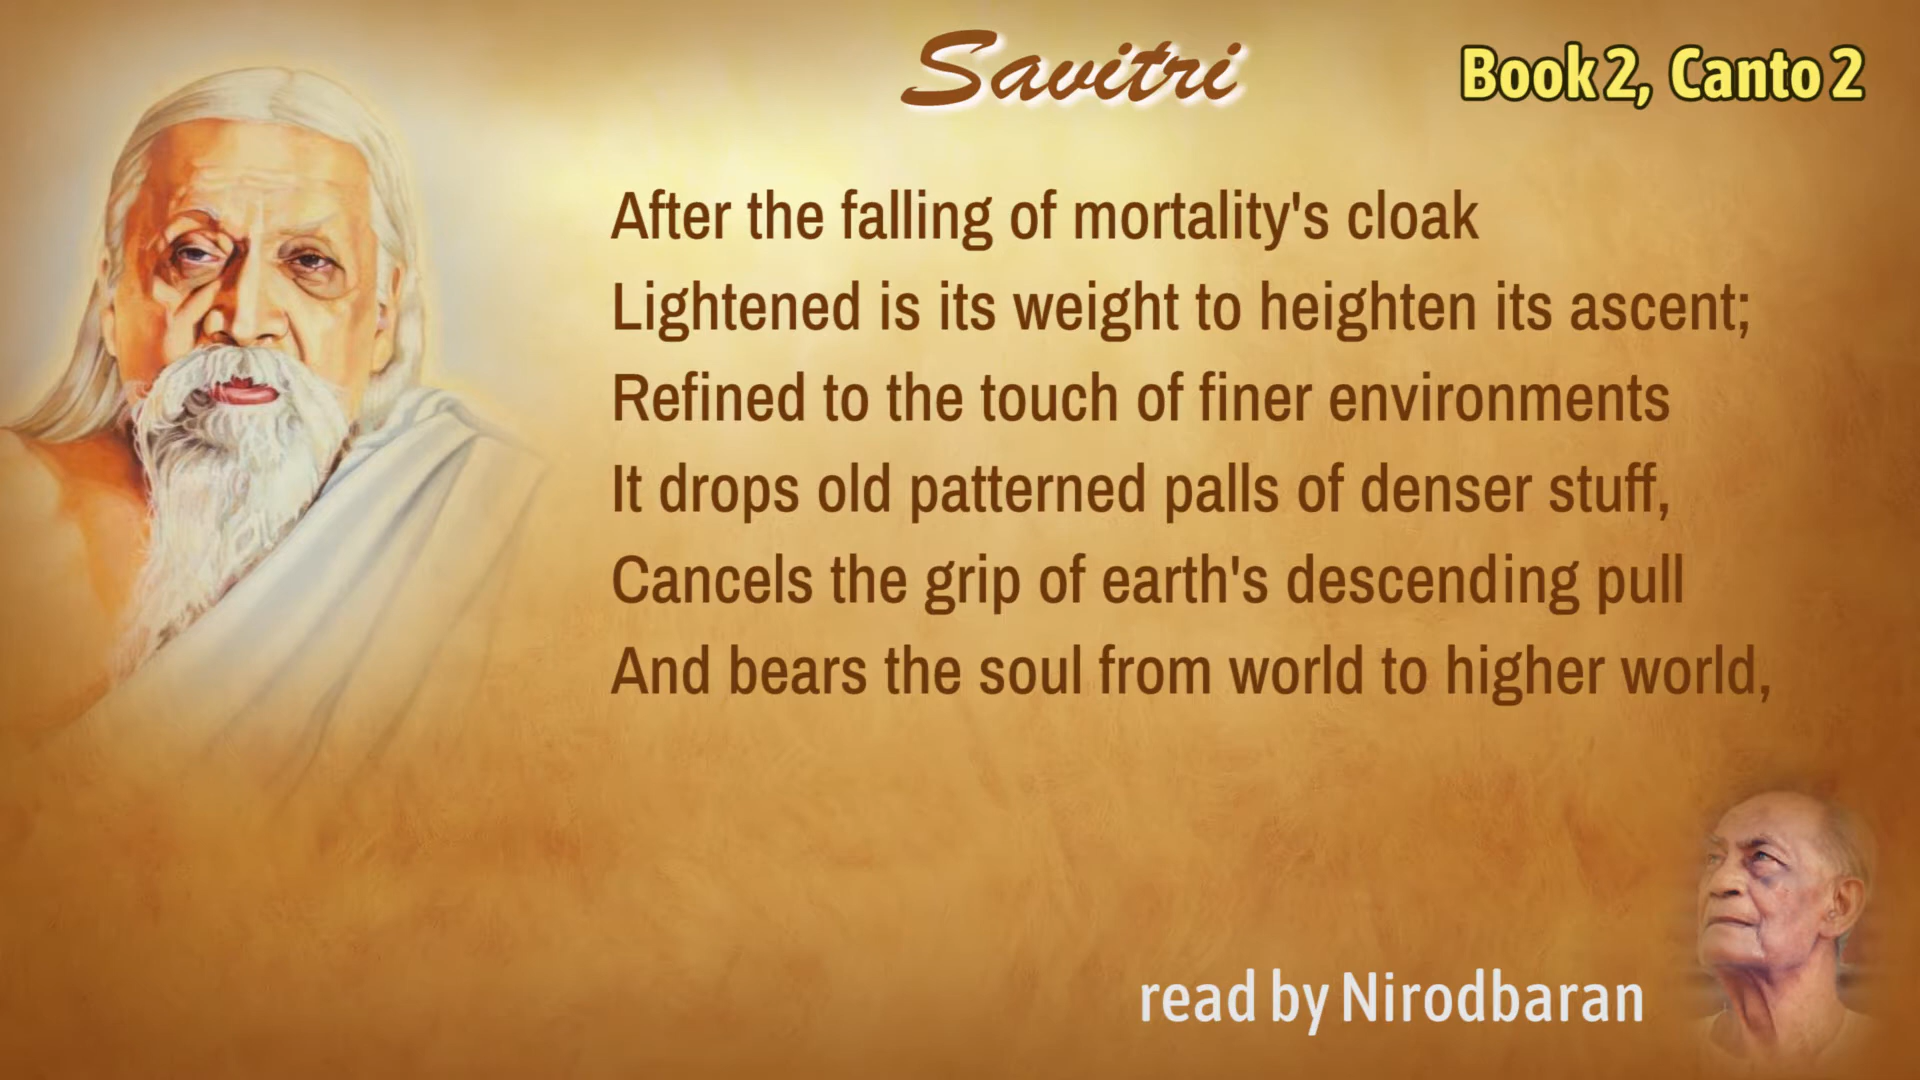 Savitri
Book 2, Canto 2
After the falling of mortality's cloak
Lightened is its weight to heighten its ascent;
Refined to the touch of finer environments
It drops old patterned palls of denser stuff,
Cancels the grip of earth's descending pull
And bears the soul from world to higher world,
read by Nirodbaran